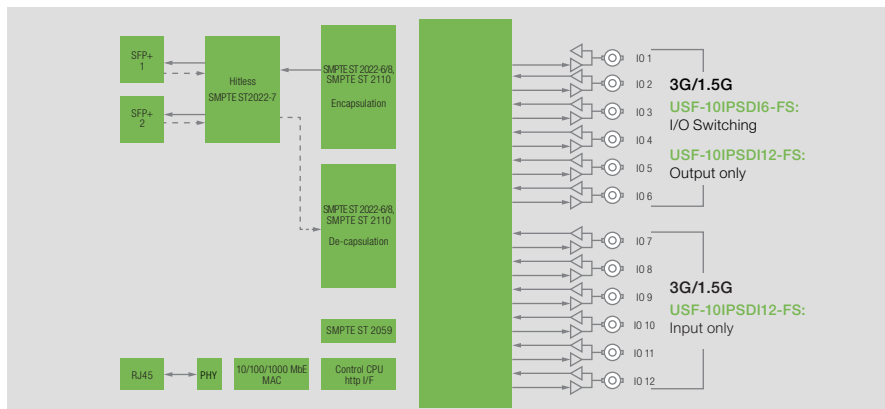 SFP+
1
SFP+
2
Hitless
SMPTE ST2022-7
SMPTE ST 2022-6/8,
SMPTE ST 2110
Encapsulation
SMPTE ST 2022-6/8,
SMPTE ST 2110
De-capsulation
SMPTE ST 2059
RJ45
PHY
10/100/1000 MbE
MAC
Control CPU
http I/F
IO 1
IO 2
IO 3
IO 4
IO 5
IO 6
3G/1.5G
USF-10IPSDI6-FS:
I/O Switching
USF-10IPSDI12-FS:
Output only
IO 7
IO 8
IO 9
IO 10
IO 11
IO 12
3G/1.5G
USF-10IPSDI12-FS:
Input only